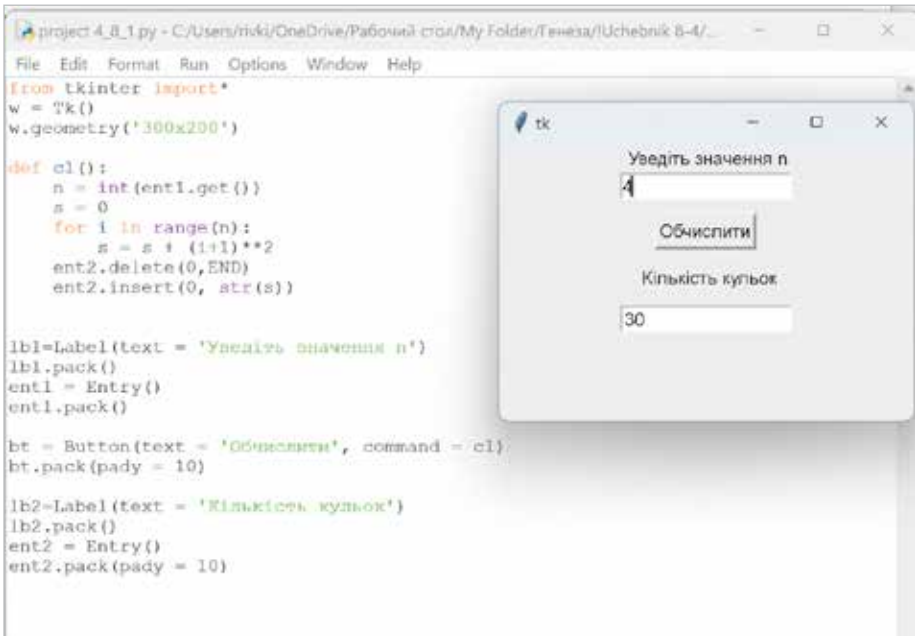 project 4_8_1.py - C:/Users/rivki/OneDrive/Рабочий стол/My Folder/Генеза/!Uchebnik 8-4/...
File Edit Format Run Options Window Help
from tkinter import*
w = Tk()
w.geometry('300x200')
def cl():
    n = int(ent1.get())
    s = 0
    for i in range(n):
        s = s + (i+1)**2
    ent2.delete(0,END)
    ent2.insert(0, str(s))
lb1=Label(text = 'Уведіть значення n')
lb1.pack()
ent1 = Entry()
ent1.pack()
bt = Button(text = 'Обчислити', command = cl)
bt.pack(pady = 10)
lb2=Label(text = 'Кількість кульок')
lb2.pack()
ent2 = Entry()
ent2.pack(pady = 10)
tk
Уведіть значення n
4
Обчислити
Кількість кульок
30